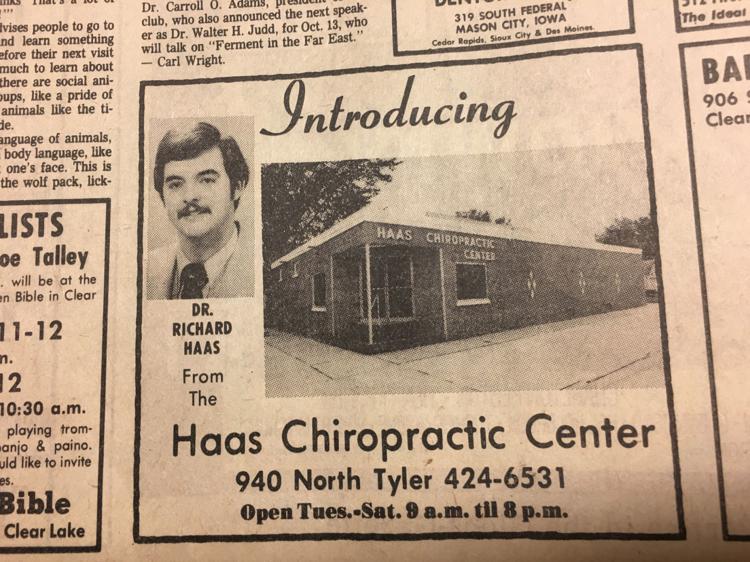 !"
dvises people to go to
nd learn something
efore their next visit
much to learn about
there are social ani-
oups, like a pride of
animals like the ti-
de.
anguage of animals,
body language, like
one's face. This is
the wolf pack, lick-
LISTS
oe Talley
. will be at the
en Bible in Clear
11-12
m.
12
10:30 a.m.
playing trom-
anjo & paino.
uld like to invite
es.
Bible
Clear Lake
Dr. Carroll O. Adams, president
club, who also announced the next speak-
er as Dr. Walter H. Judd, for Oct. 13, who
will talk on "Ferment in the Far East."
— Carl Wright.
319 SOUTH FEDERAL
MASON CITY, IOWA
Cedar Rapids, Sioux City & Des Moines.
The Ideal
Introducing
HAAS CHIROPRACTIC
CENTER
DR.
RICHARD
HAAS
From
The
Haas Chiropractic Center
940 North Tyler 424-6531
Open Tues.-Sat. 9 a.m. til 8 p.m.
BA
906
Clear